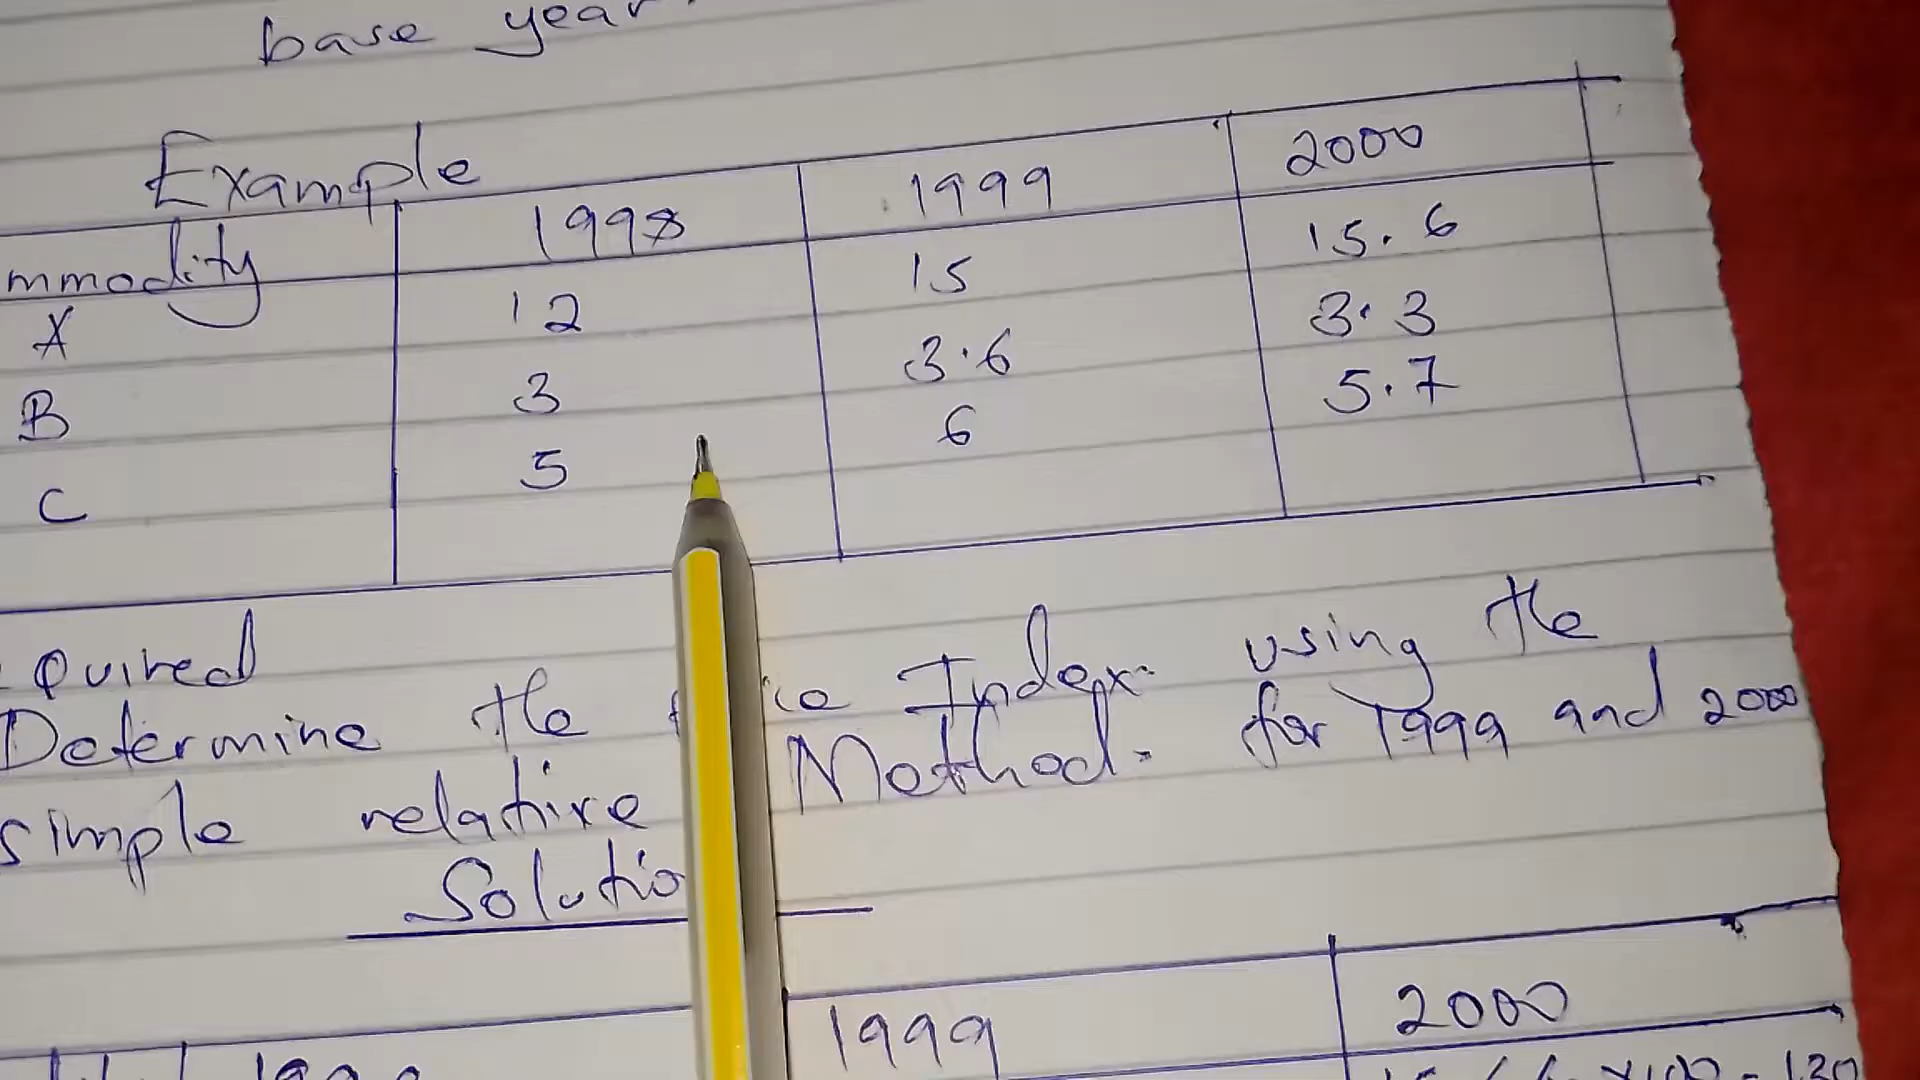 base year
Example
mmodity 1998 1999 2000
A 12 15 15.6
B 3 3.6 3.3
C 5 6 5.7
quired
Determine the Index using the
simple relative Method. for 1999 and 2000
Solutio
1999 2000